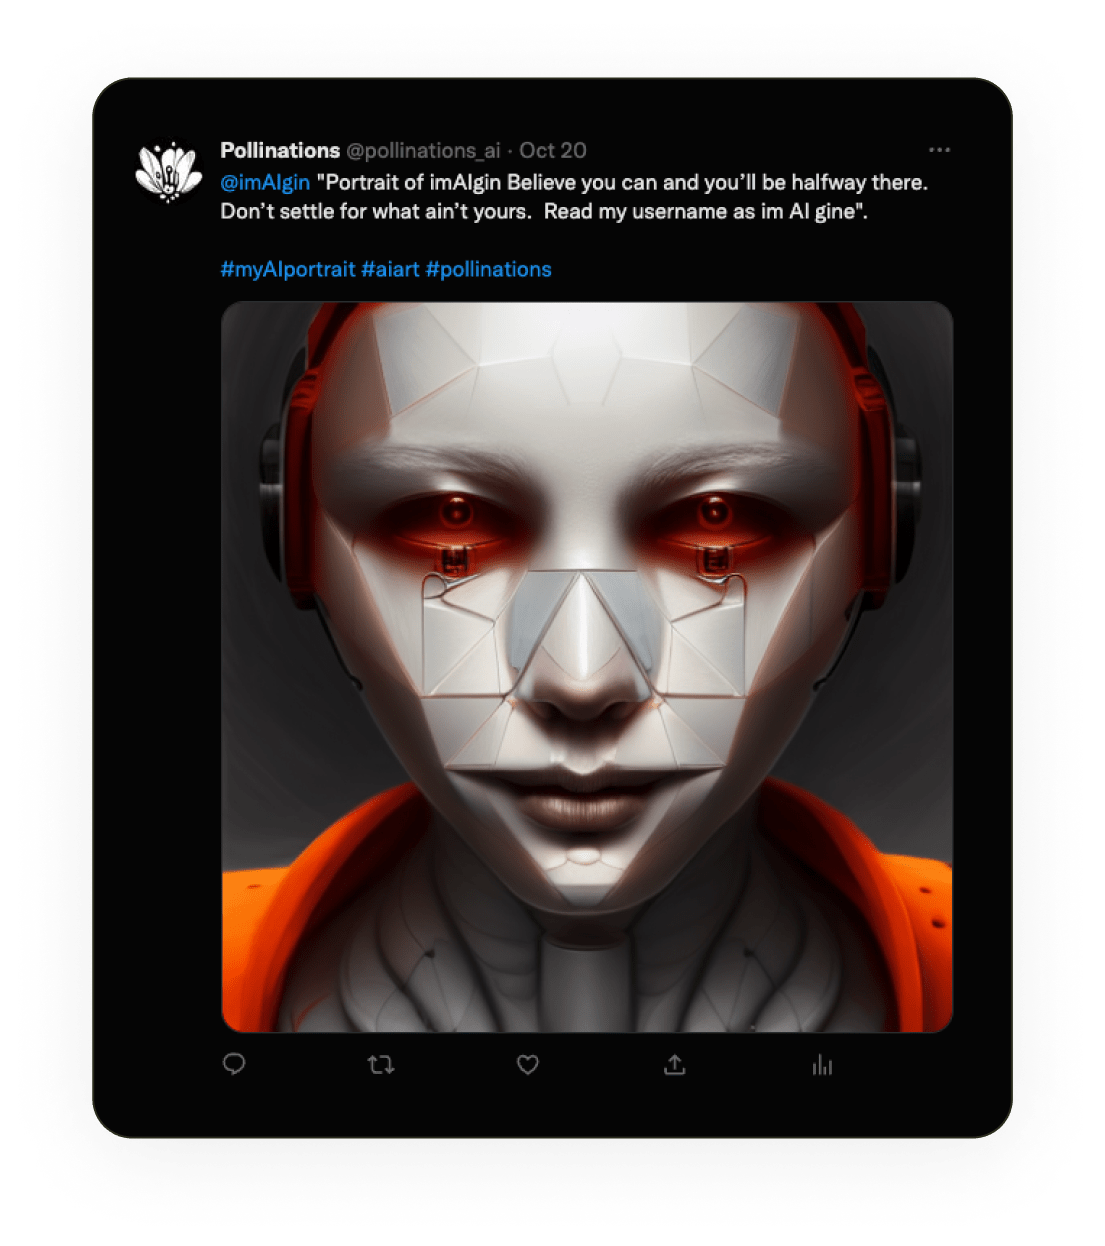 Pollinations @pollinations_ai · Oct 20
@imAIgin "Portrait of imAIgin Believe you can and you’ll be halfway there.
Don’t settle for what ain’t yours.  Read my username as im AI gine".
#myAIportrait #aiart #pollinations